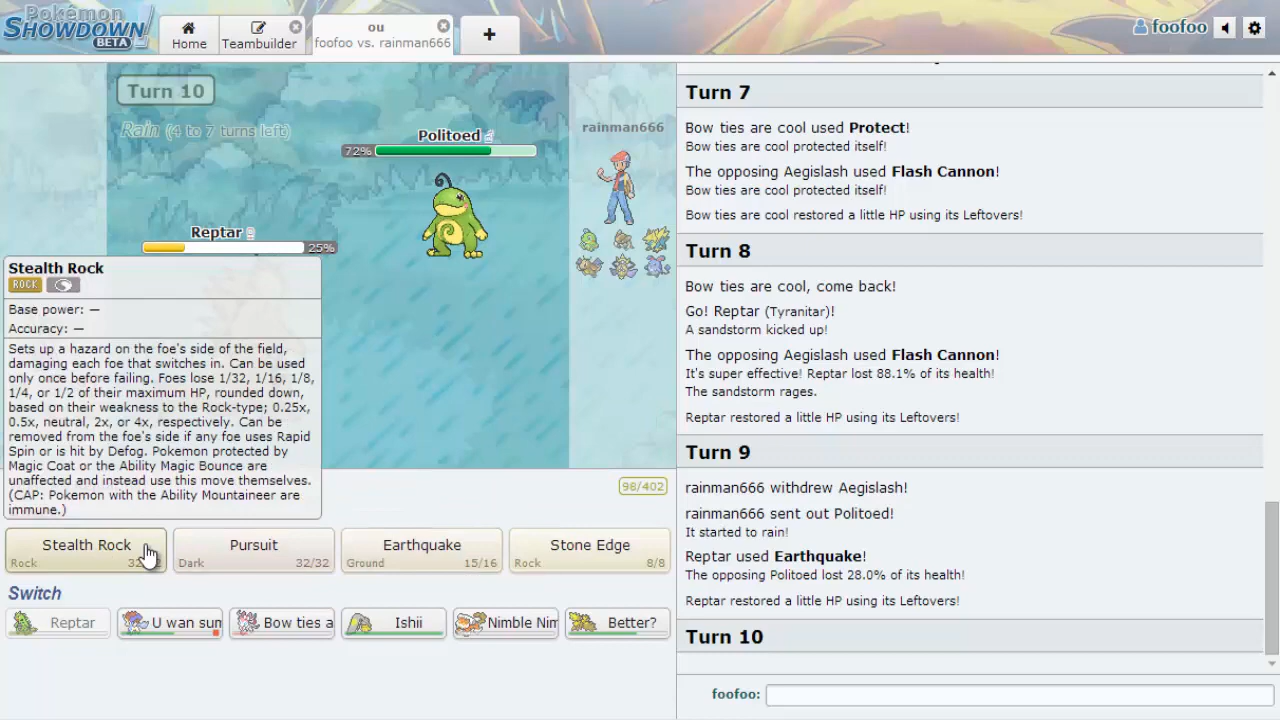 Pokémon
SHOWDOWN
BETA
Home
Teambuilder
ou
foofoo vs. rainman666
+
foofoo
Turn 10
Rain (4 to 7 turns left)
Politoed
72%
rainman666
Reptar
25%
Stealth Rock
ROCK
Base power: —
Accuracy: —
Sets up a hazard on the foe's side of the field,
damaging each foe that switches in. Can be used
only once before failing. Foes lose 1/32, 1/16, 1/8,
1/4, or 1/2 of their maximum HP, rounded down,
based on their weakness to the Rock-type; 0.25x,
0.5x, neutral, 2x, or 4x, respectively. Can be
removed from the foe's side if any foe uses Rapid
Spin or is hit by Defog. Pokemon protected by
Magic Coat or the Ability Magic Bounce are
unaffected and instead use this move themselves.
(CAP: Pokemon with the Ability Mountaineer are
immune.)
98/402
Stealth Rock
Rock
Pursuit
Dark 32/32
Earthquake
Ground 15/16
Stone Edge
Rock 8/8
Switch
Reptar
U wan sun
Bow ties a
Ishii
Nimble Nim
Better?
Turn 7
Bow ties are cool used Protect!
Bow ties are cool protected itself!
The opposing Aegislash used Flash Cannon!
Bow ties are cool protected itself!
Bow ties are cool restored a little HP using its Leftovers!
Turn 8
Bow ties are cool, come back!
Go! Reptar (Tyranitar)!
A sandstorm kicked up!
The opposing Aegislash used Flash Cannon!
It's super effective! Reptar lost 88.1% of its health!
The sandstorm rages.
Reptar restored a little HP using its Leftovers!
Turn 9
rainman666 withdrew Aegislash!
rainman666 sent out Politoed!
It started to rain!
Reptar used Earthquake!
The opposing Politoed lost 28.0% of its health!
Reptar restored a little HP using its Leftovers!
Turn 10
foofoo: